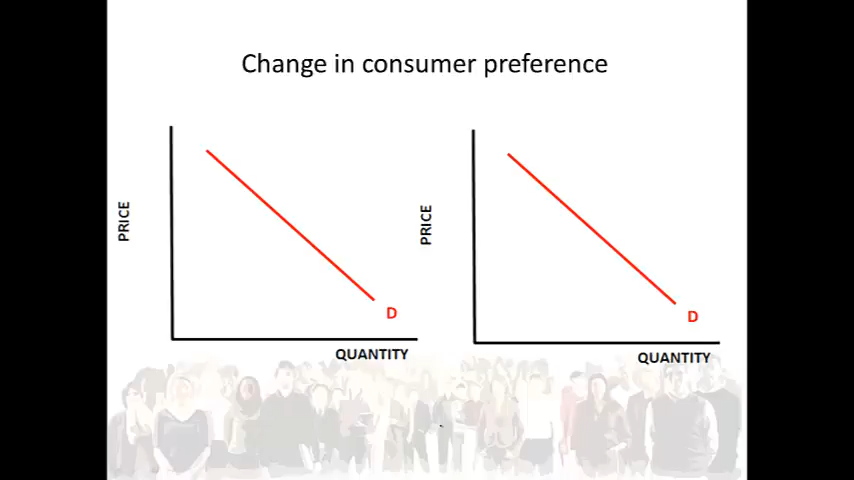 Change in consumer preference
PRICE
D
QUANTITY
PRICE
D
QUANTITY